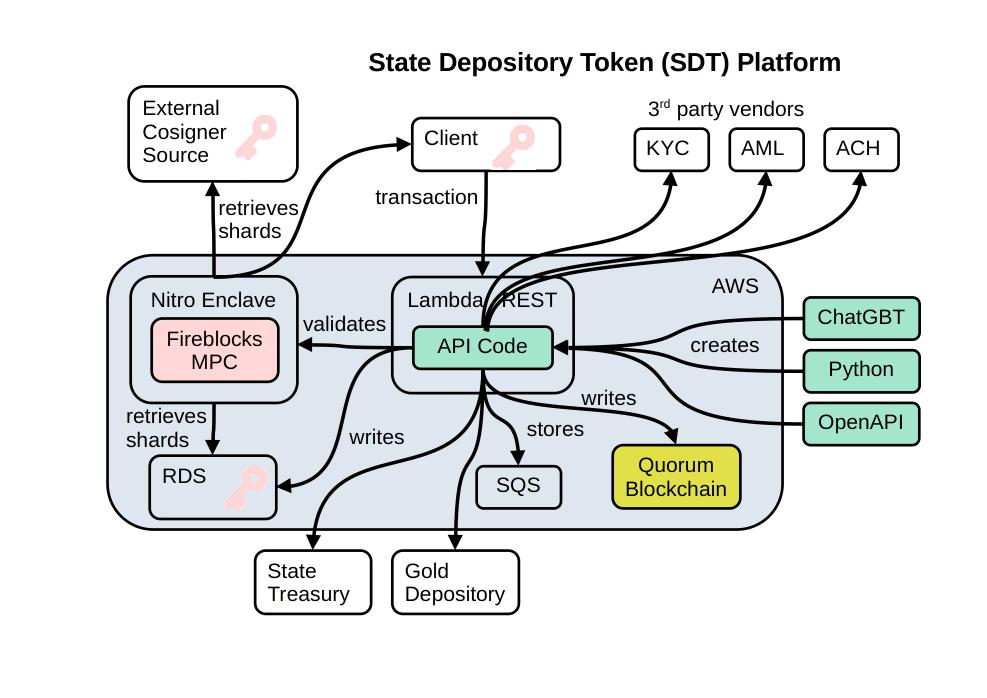 State Depository Token (SDT) Platform
External
Cosigner
Source
Client
3rd party vendors
KYC
AML
ACH
retrieves
shards
transaction
AWS
Nitro Enclave
Fireblocks
MPC
validates
Lambda
REST
API Code
ChatGBT
creates
Python
OpenAPI
retrieves
shards
writes
writes
stores
RDS
SQS
Quorum
Blockchain
State
Treasury
Gold
Depository